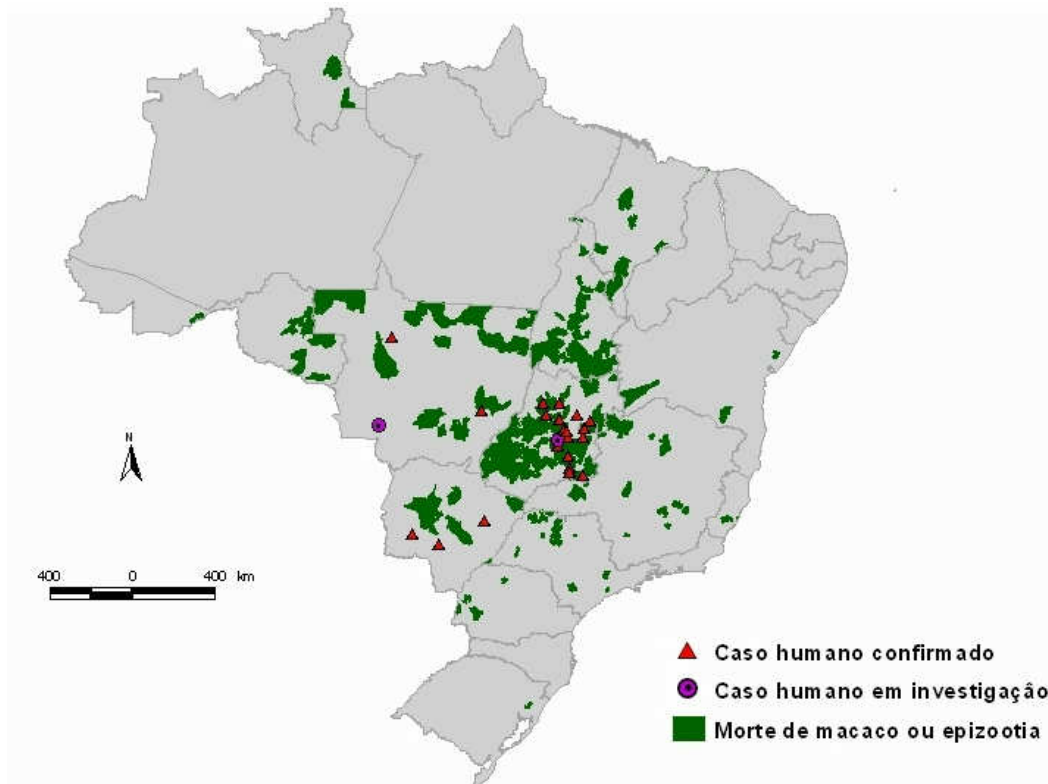 N
400 0 400 km
Caso humano confirmado
Caso humano em investigação
Morte de macaco ou epizootia